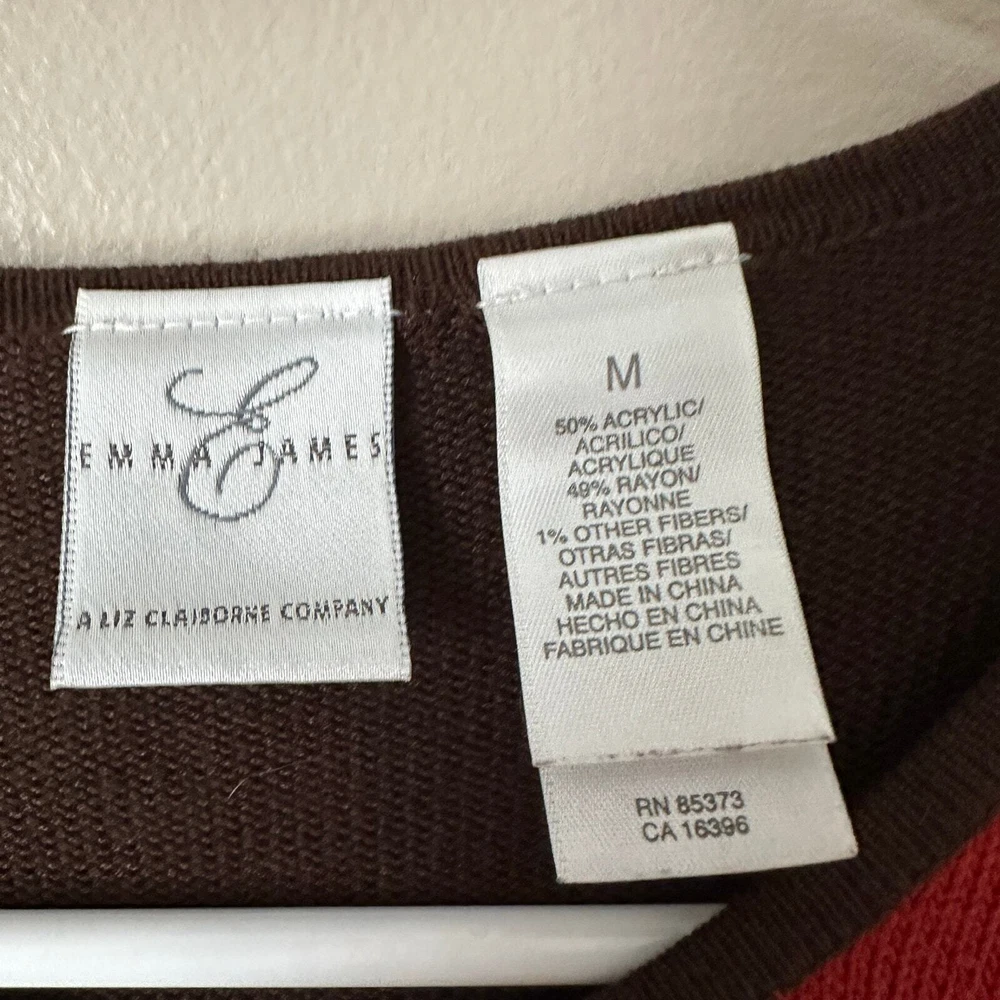 E
EMMA JAMES
A LIZ CLAIBORNE COMPANY
M
50% ACRYLIC/
ACRILICO/
ACRYLIQUE
49% RAYON/
RAYONNE
1% OTHER FIBERS/
OTRAS FIBRAS/
AUTRES FIBRES
MADE IN CHINA
HECHO EN CHINA
FABRIQUE EN CHINE
RN 85373
CA 16396